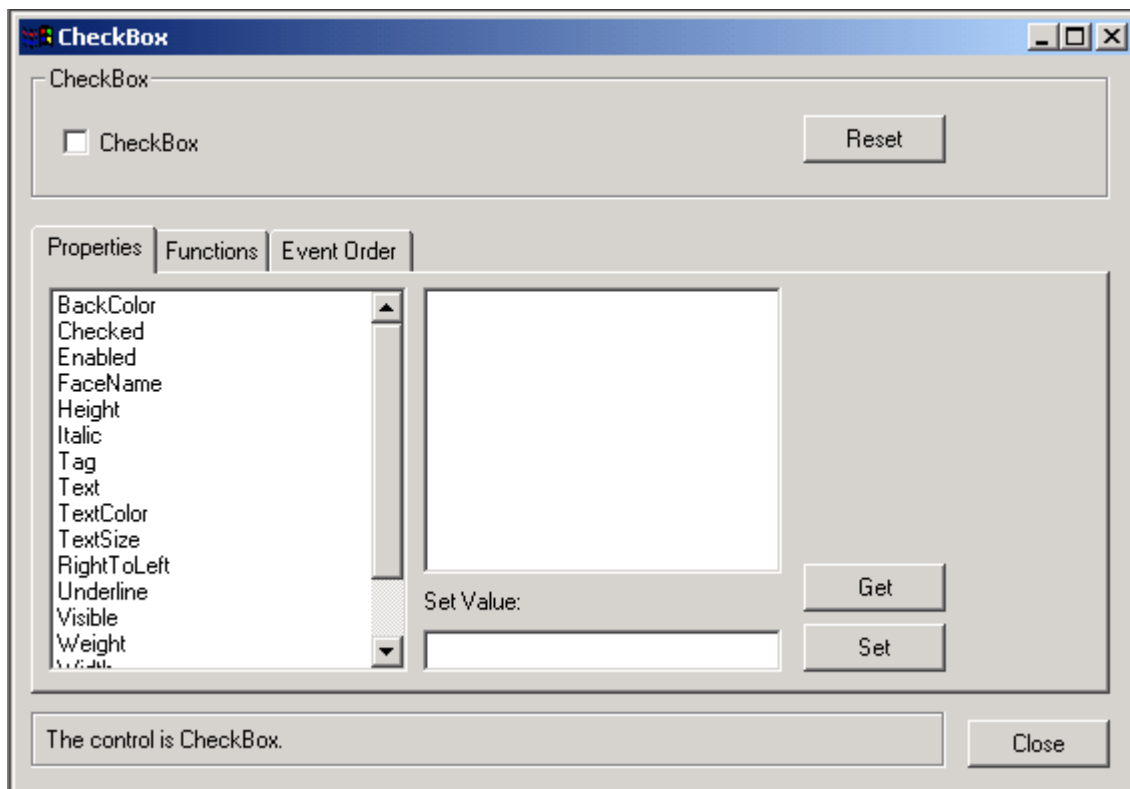 CheckBox
CheckBox
CheckBox
Reset
Properties
Functions
Event Order
BackColor
Checked
Enabled
FaceName
Height
Italic
Tag
Text
TextColor
TextSize
RightToLeft
Underline
Visible
Weight
Width
Set Value:
Get
Set
The control is CheckBox.
Close